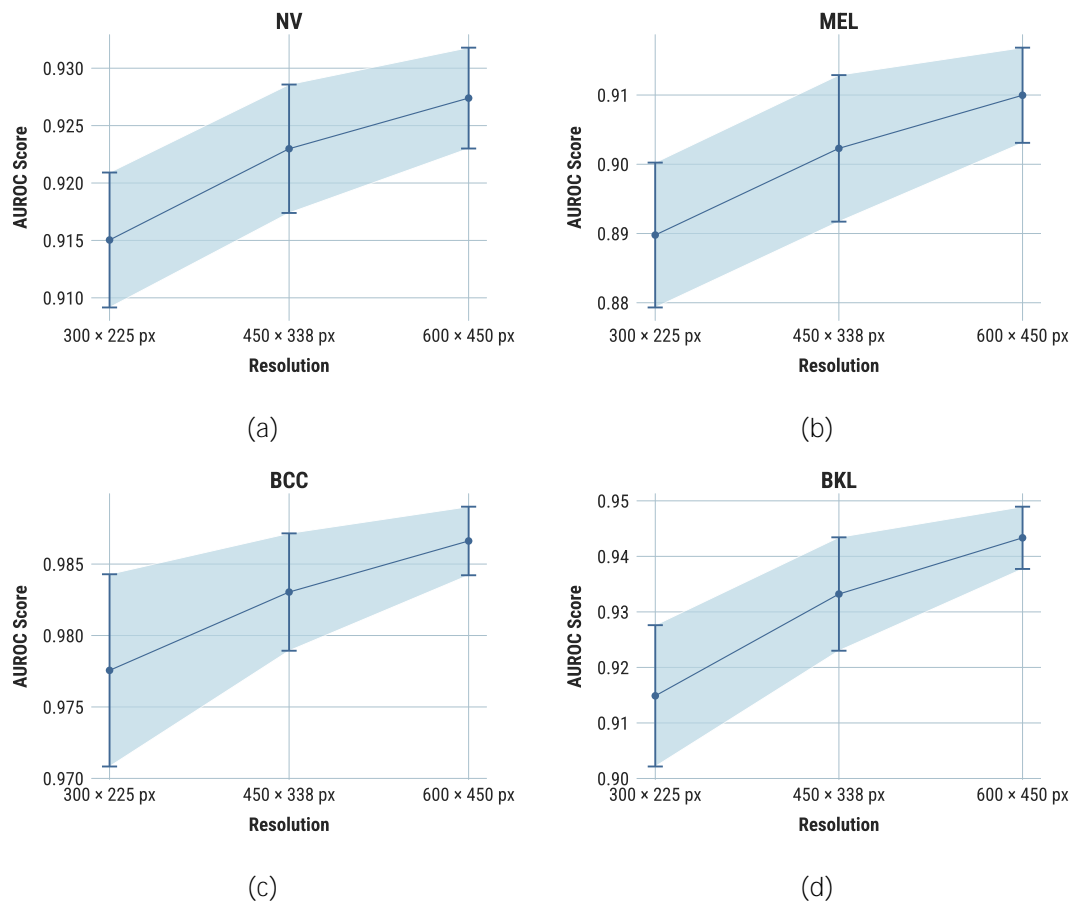 NV
AUROC Score
0.930
0.925
0.920
0.915
0.910
300 × 225 px 450 × 338 px 600 × 450 px
Resolution
(a)
MEL
AUROC Score
0.91
0.90
0.89
0.88
300 × 225 px 450 × 338 px 600 × 450 px
Resolution
(b)
BCC
AUROC Score
0.985
0.980
0.975
0.970
300 × 225 px 450 × 338 px 600 × 450 px
Resolution
(c)
BKL
AUROC Score
0.95
0.94
0.93
0.92
0.91
0.90
300 × 225 px 450 × 338 px 600 × 450 px
Resolution
(d)